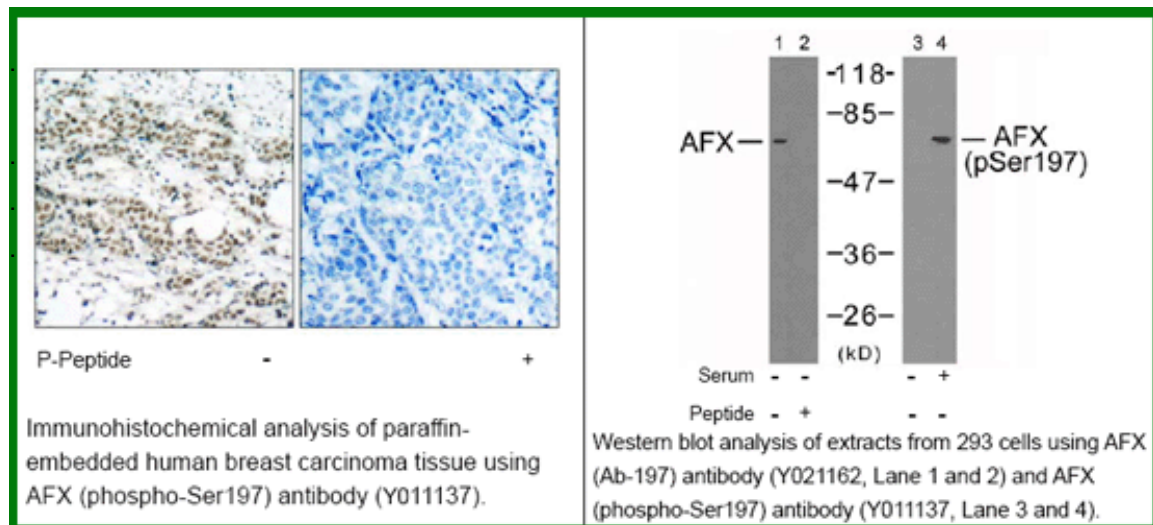 P-Peptide - +
Immunohistochemical analysis of paraffin-
embedded human breast carcinoma tissue using
AFX (phospho-Ser197) antibody (Y011137).
1 2 3 4
-118-
-85-
AFX
AFX
(pSer197)
-47-
-36-
-26-
(kD)
Serum - - - +
Peptide - + - -
Western blot analysis of extracts from 293 cells using AFX
(Ab-197) antibody (Y021162, Lane 1 and 2) and AFX
(phospho-Ser197) antibody (Y011137, Lane 3 and 4).